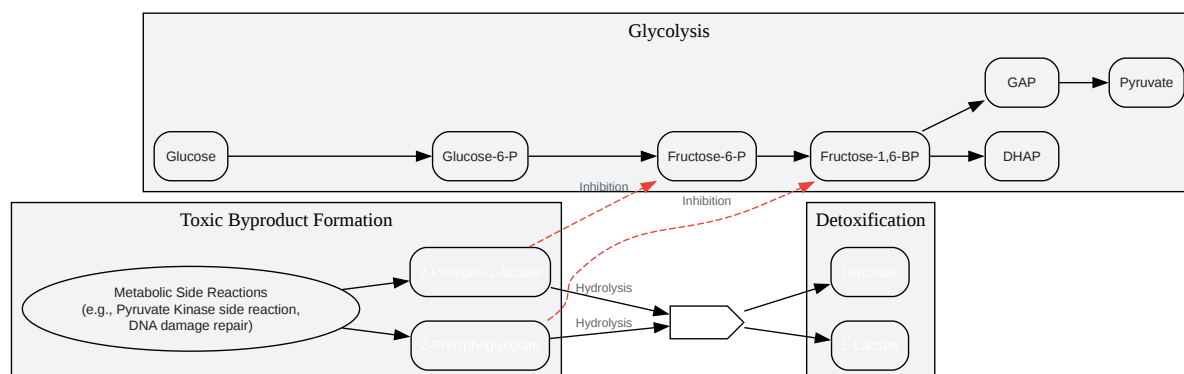 Glycolysis
GAP
Pyruvate
Glucose
Glucose-6-P
Fructose-6-P
Fructose-1,6-BP
DHAP
Inhibition
Inhibition
Toxic Byproduct Formation
Detoxification
2-Phospho-L-lactate
Glycolate
Metabolic Side Reactions
(e.g., Pyruvate Kinase side reaction,
DNA damage repair)
Hydrolysis
Hydrolysis
2-Phosphoglycolate
L-Lactate